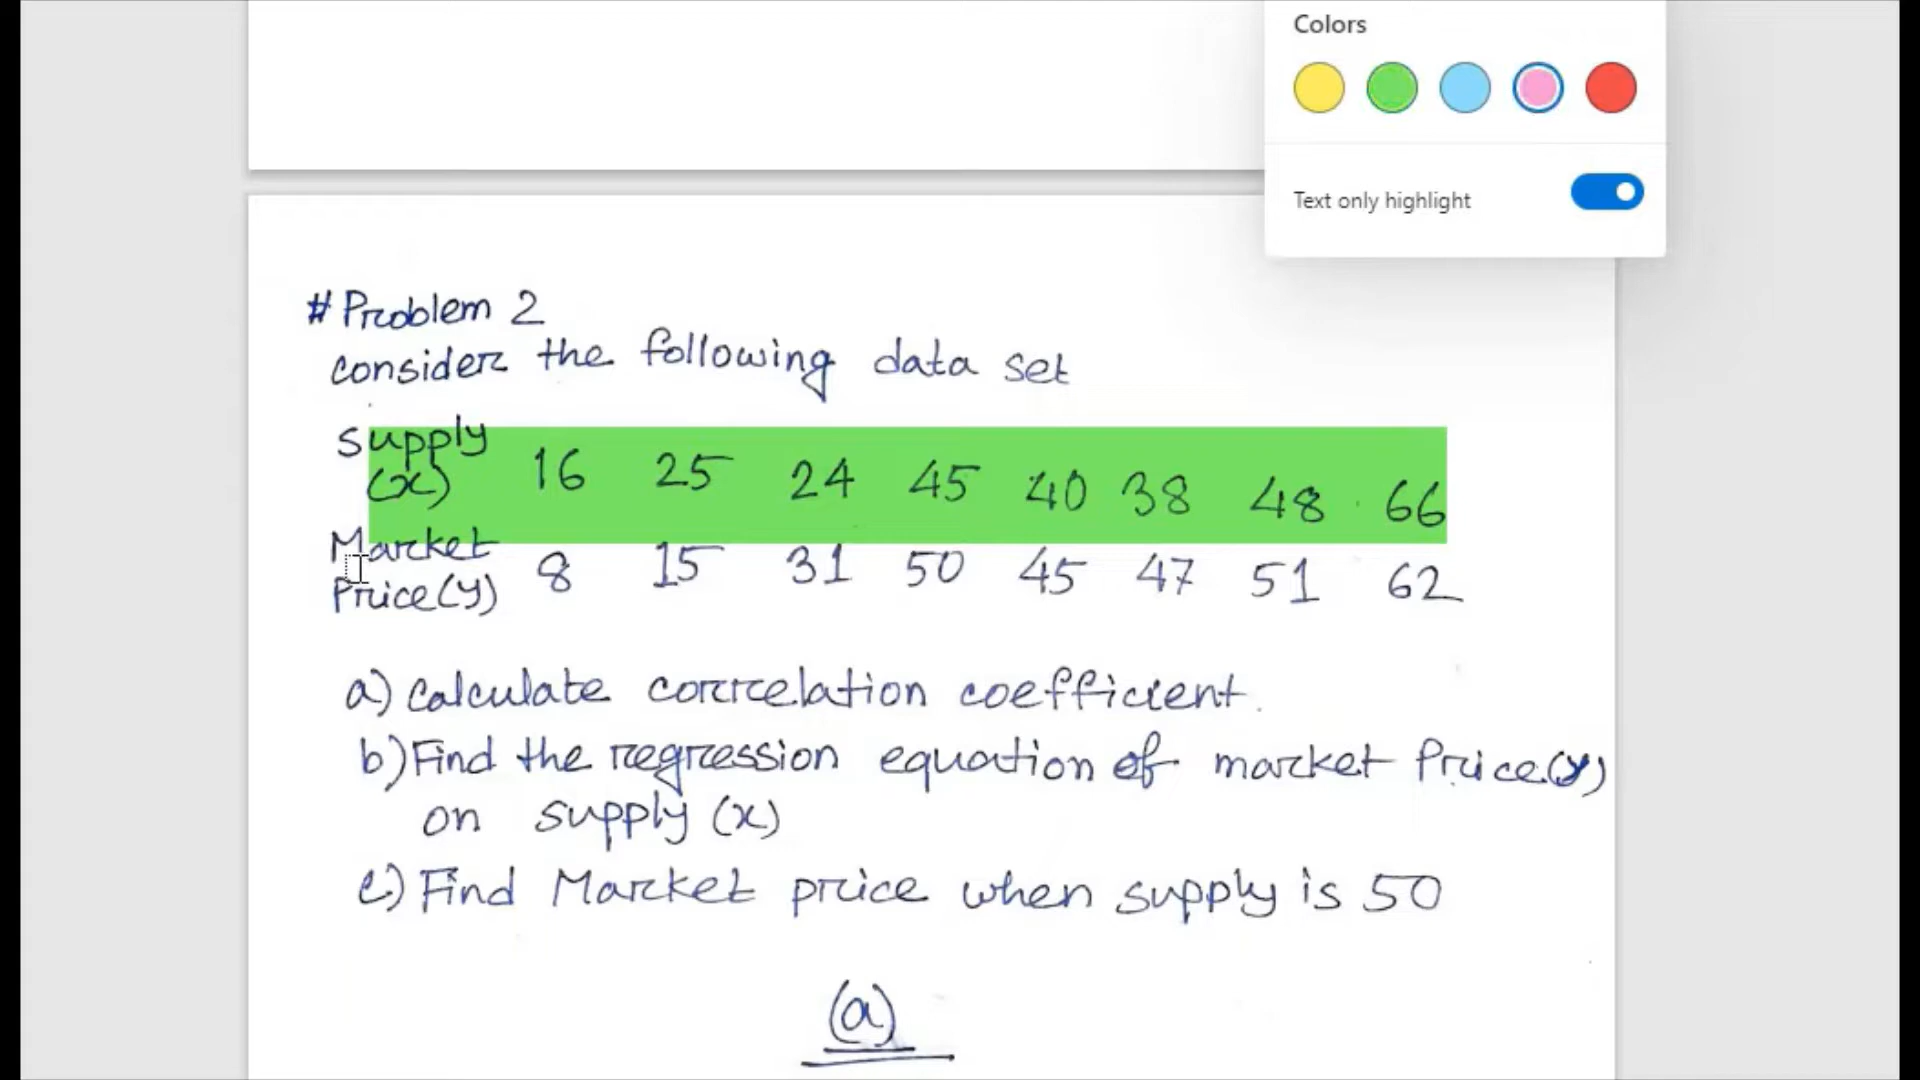 Colors
Text only highlight
# Problem 2
consider the following data set
Supply (x) 16 25 24 45 40 38 48 66
Market Price(y) 8 15 31 50 45 47 51 62
a) Calculate correlation coefficient.
b) Find the regression equation of market Price(y)
on supply (x)
c) Find Market price when supply is 50
(a)